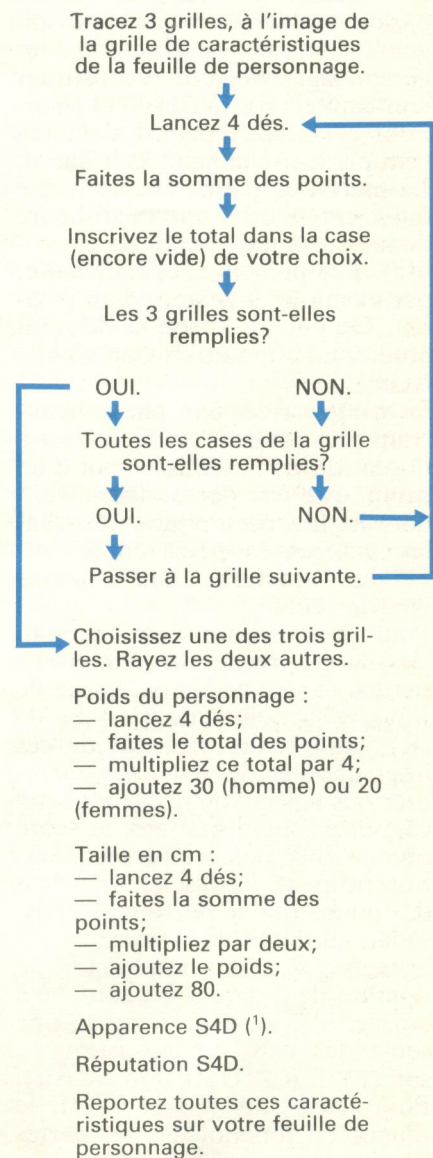 Tracez 3 grilles, à l'image de
la grille de caractéristiques
de la feuille de personnage.
Lancez 4 dés.
Faites la somme des points.
Inscrivez le total dans la case
(encore vide) de votre choix.
Les 3 grilles sont-elles
remplies?
OUI. NON.
Toutes les cases de la grille
sont-elles remplies?
OUI. NON.
Passer à la grille suivante.
Choisissez une des trois gril-
les. Rayez les deux autres.
Poids du personnage :
— lancez 4 dés;
— faites le total des points;
— multipliez ce total par 4;
— ajoutez 30 (homme) ou 20
(femmes).
Taille en cm :
— lancez 4 dés;
— faites la somme des
points;
— multipliez par deux;
— ajoutez le poids;
— ajoutez 80.
Apparence S4D (¹).
Réputation S4D.
Reportez toutes ces caracté-
ristiques sur votre feuille de
personnage.